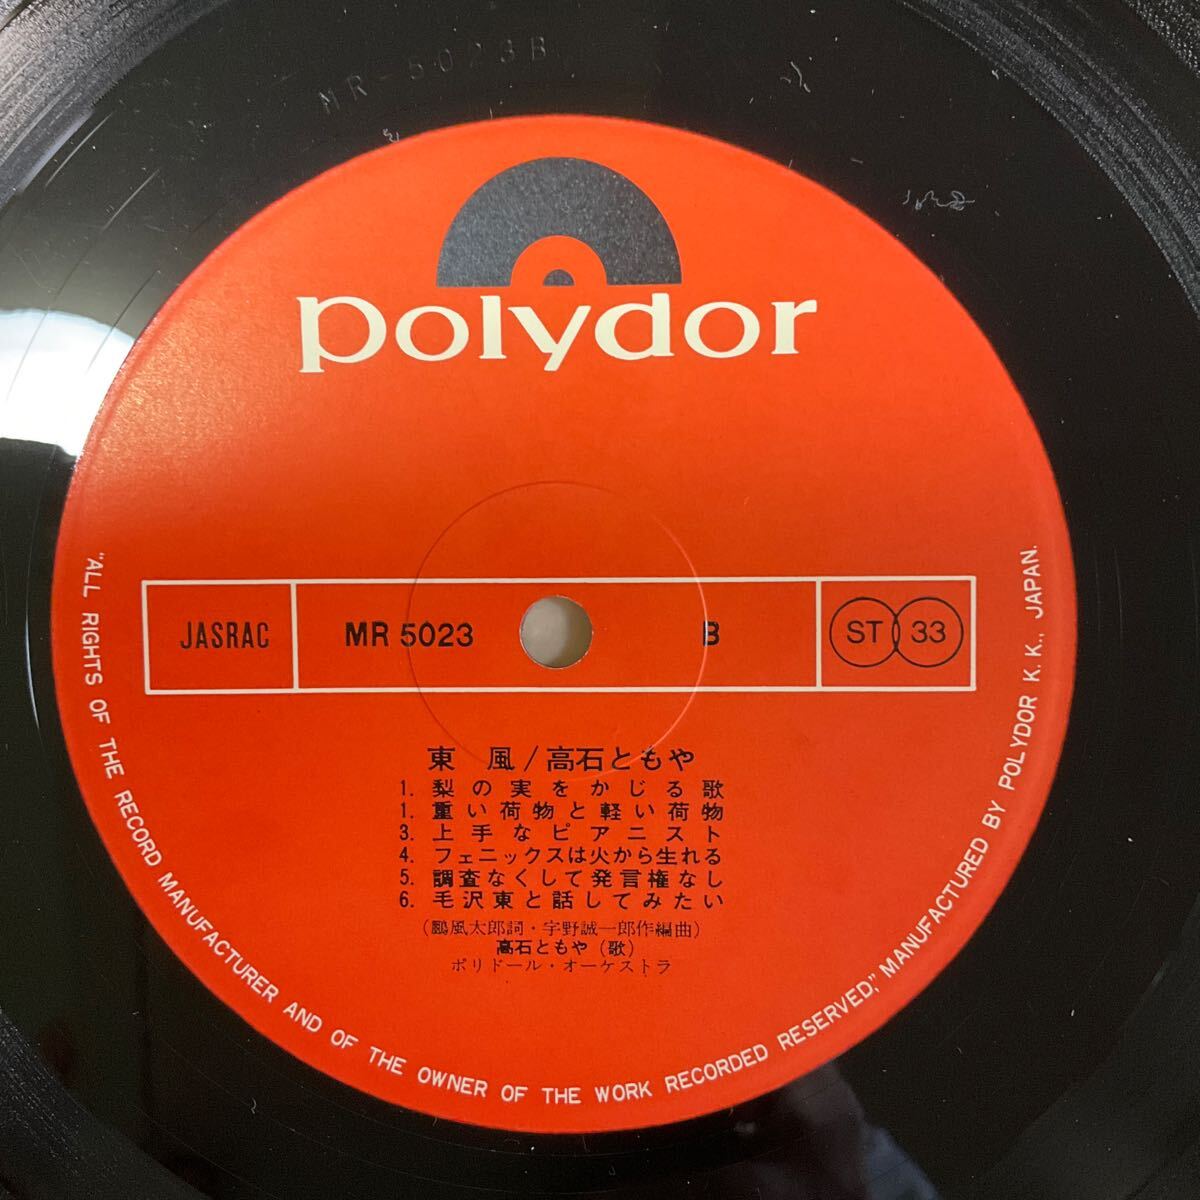 MR-5023B
polydor
JASRAC MR 5023 B ST 33
東 風/高石ともや
1. 梨の実をかじる歌
1. 重い荷物と軽い荷物
3. 上手なピアニスト
4. フェニックスは火から生れる
5. 調査なくして発言権なし
6. 毛沢東と話してみたい
(鷗風太郎詞・宇野誠一郎作編曲)
高石ともや(歌)
ポリドール・オーケストラ
"ALL RIGHTS OF THE RECORD MANUFACTURER AND OF THE OWNER OF THE WORK RECORDED RESERVED," MANUFACTURED BY POLYDOR K. K., JAPAN.